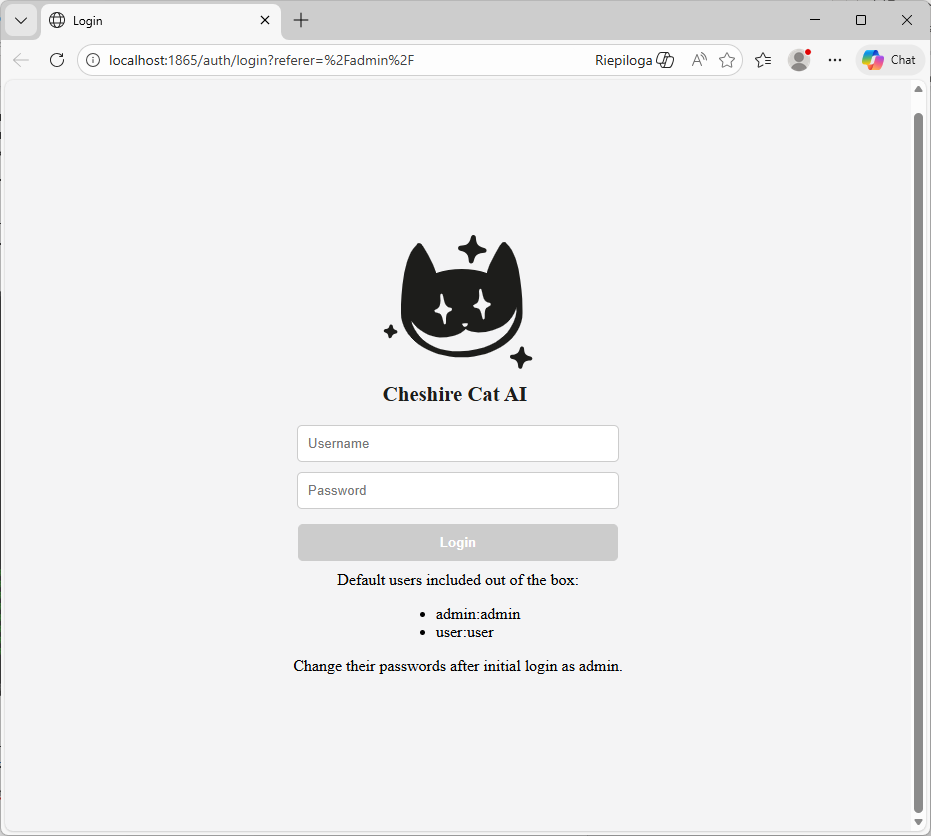 Login
localhost:1865/auth/login?referer=%2Fadmin%2F
Riepiloga
Chat
Cheshire Cat AI
Username
Password
Login
Default users included out of the box:
admin:admin
user:user
Change their passwords after initial login as admin.